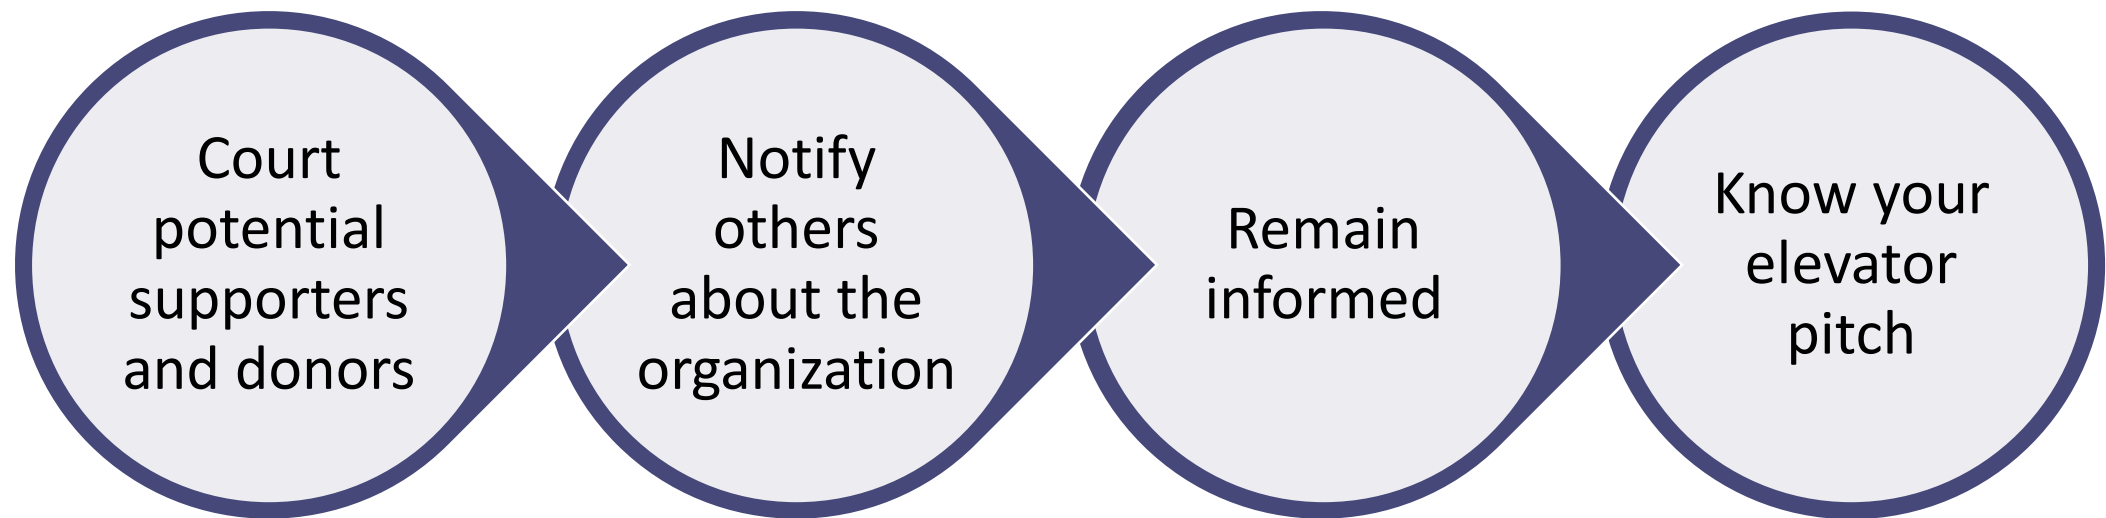 Court
potential
supporters
and donors
Notify
others
about the
organization
Remain
informed
Know your
elevator
pitch